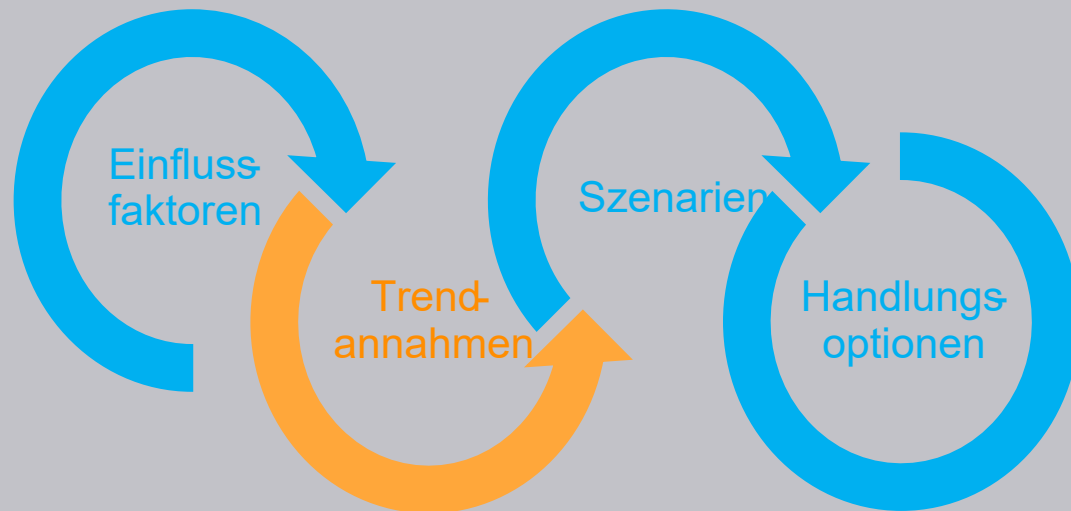 Einfluss-
faktoren
Trend-
annahmen
Szenarien
Handlungs-
optionen